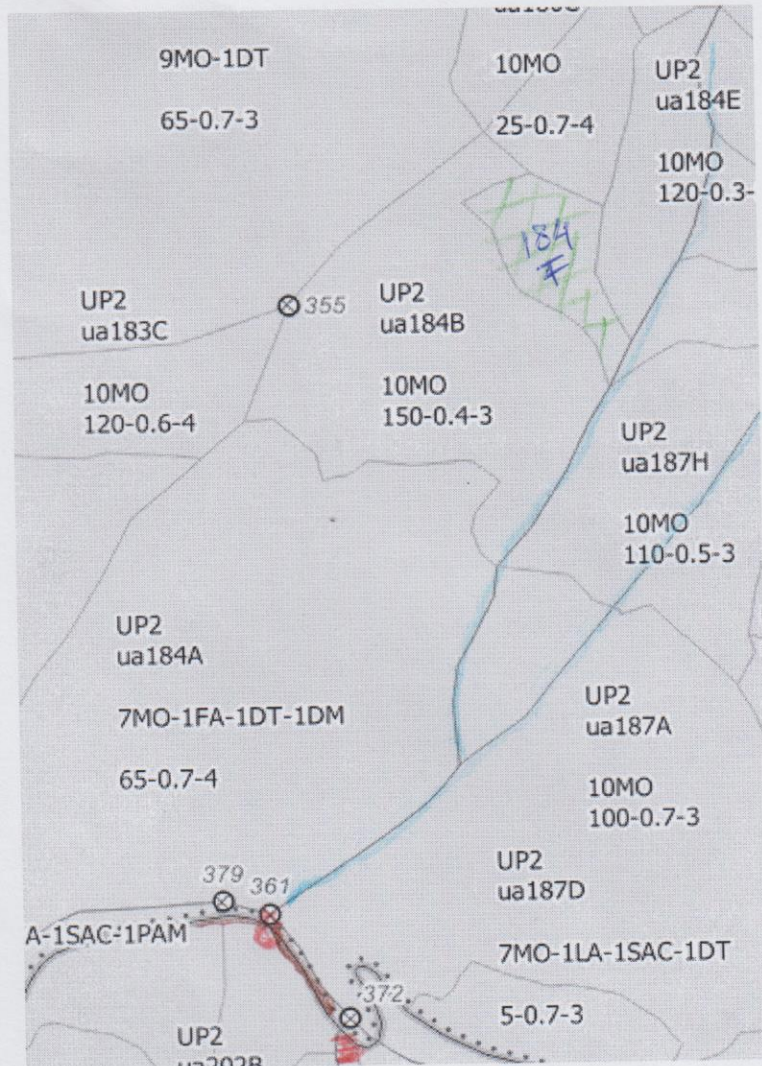 9MO-1DT
65-0.7-3
10MO
25-0.7-4
UP2
ua184E
10MO
120-0.3-
184
F
UP2
ua183C
10MO
120-0.6-4
355
UP2
ua184B
10MO
150-0.4-3
UP2
ua187H
10MO
110-0.5-3
UP2
ua184A
7MO-1FA-1DT-1DM
65-0.7-4
UP2
ua187A
10MO
100-0.7-3
379
361
A-1SAC-1PAM
UP2
ua187D
7MO-1LA-1SAC-1DT
5-0.7-3
372
UP2
ua202B